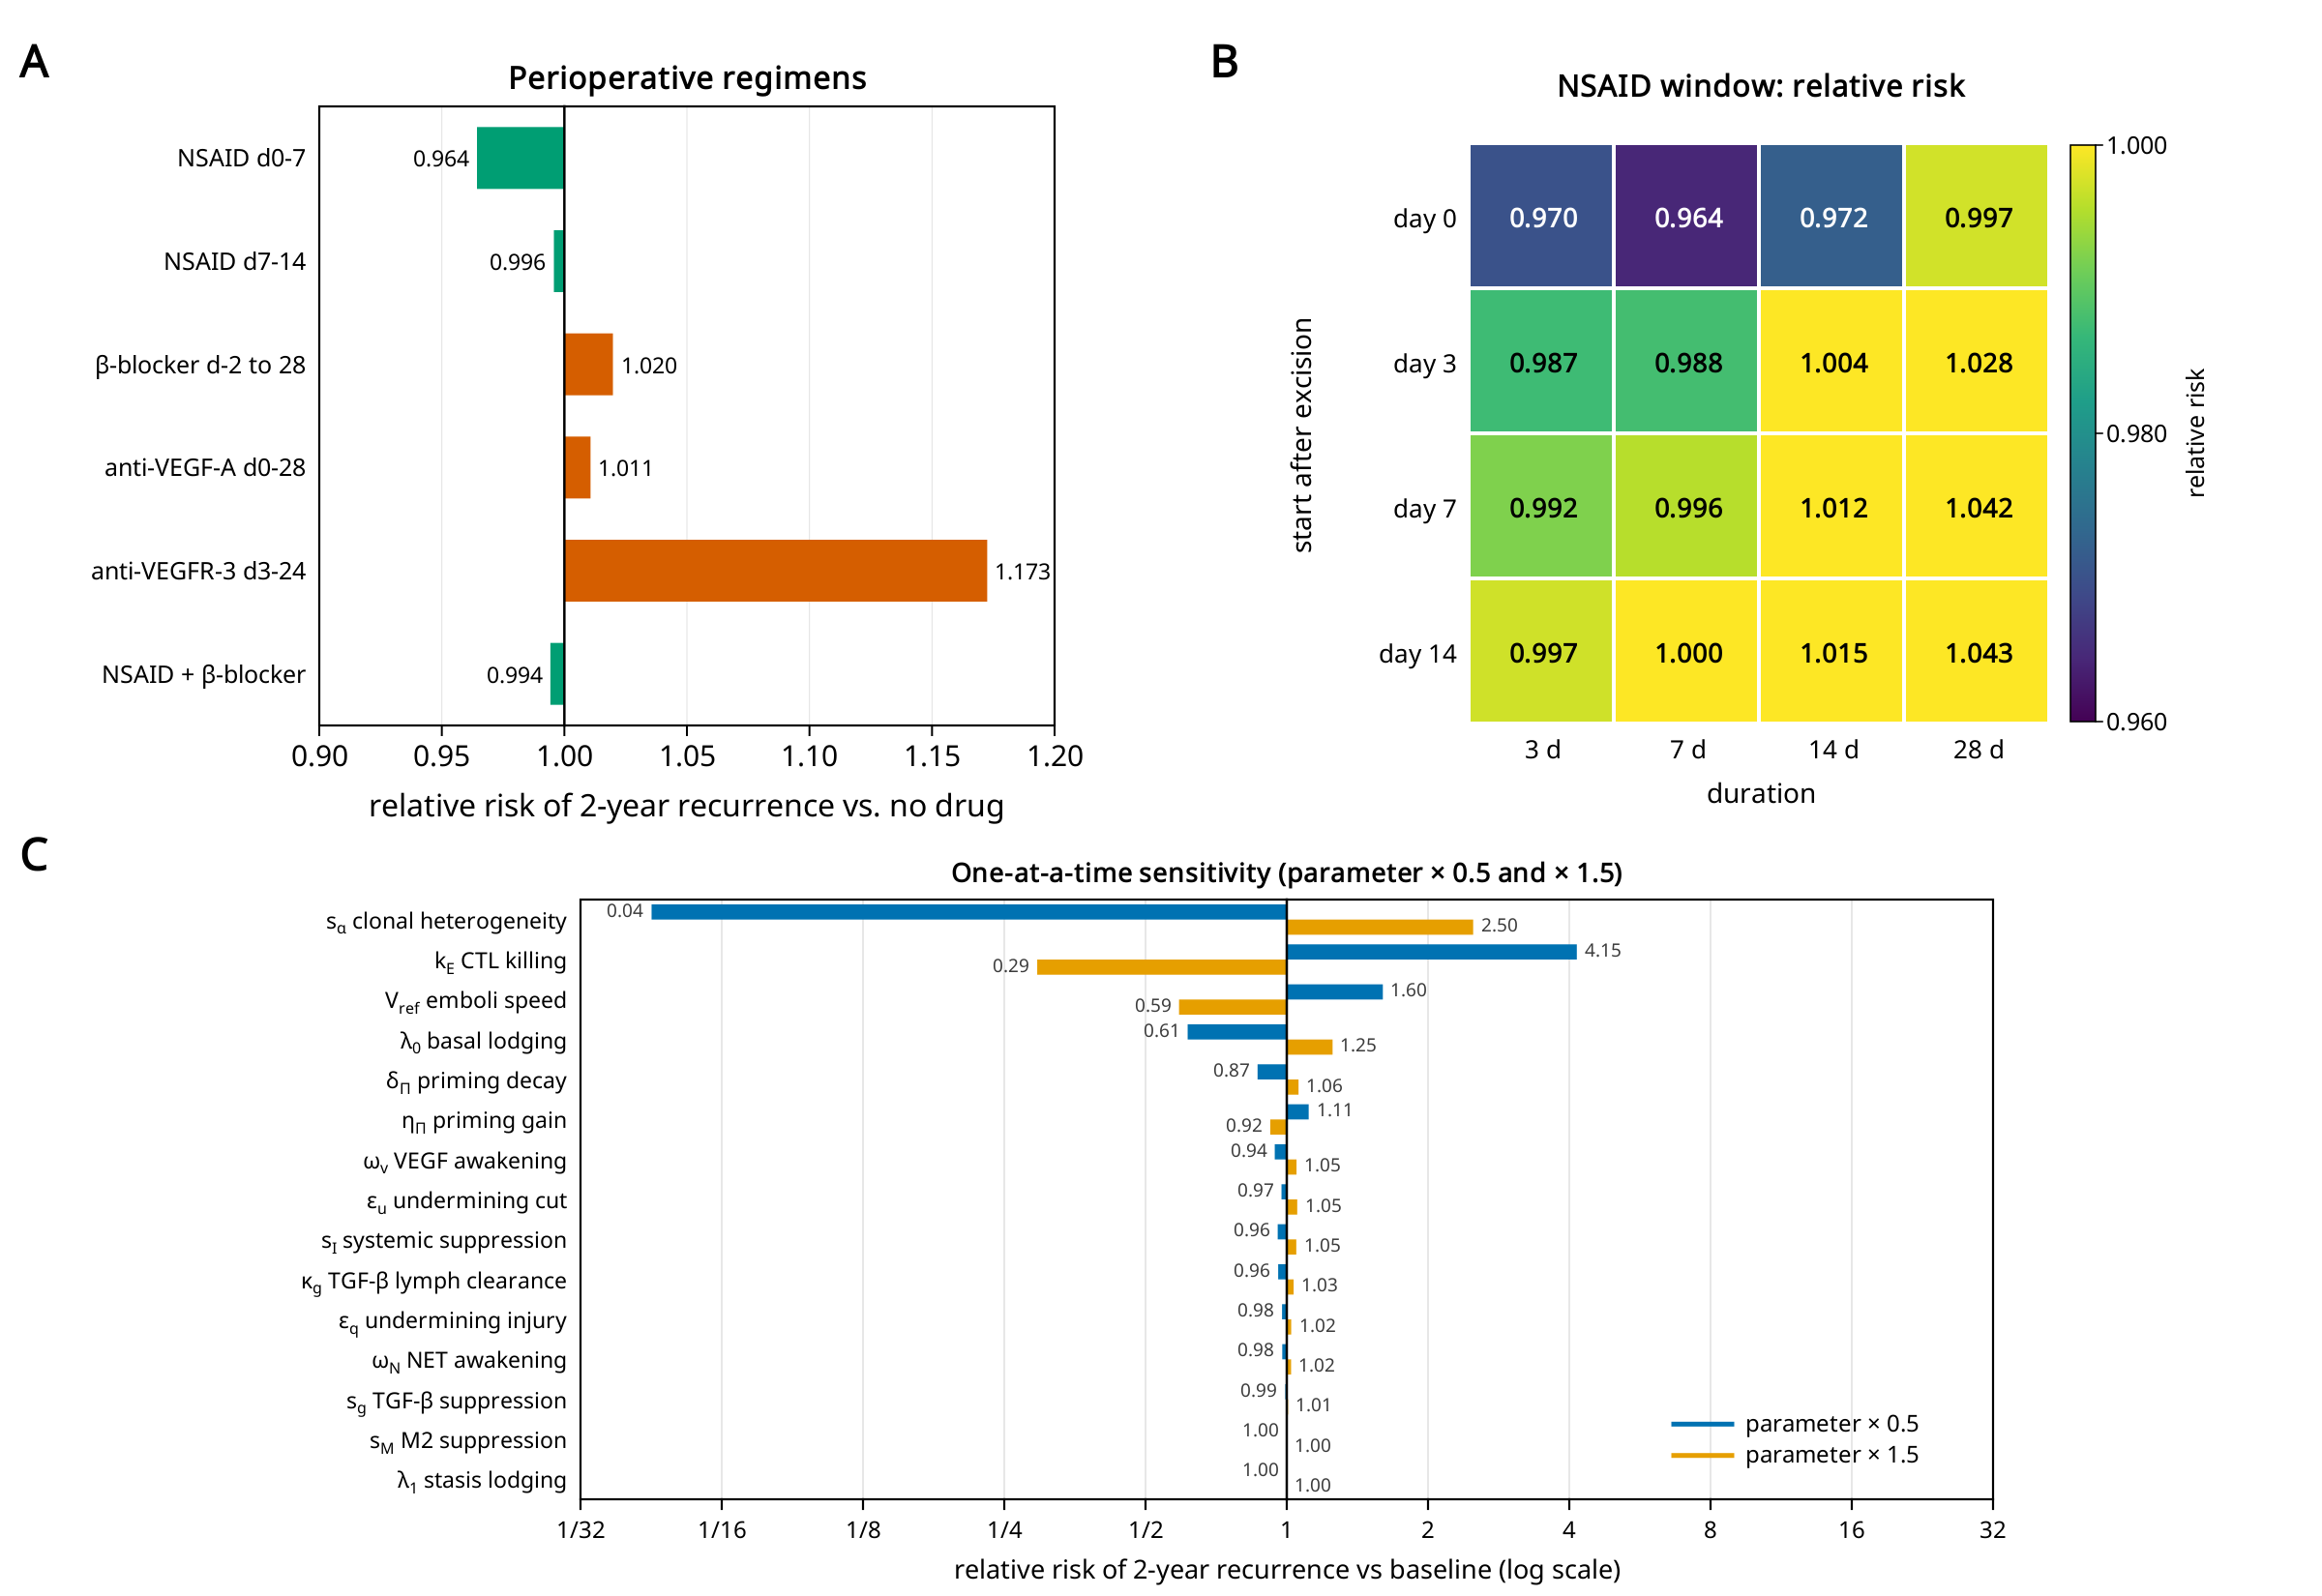 A
Perioperative regimens
NSAID d0-7
0.964
NSAID d7-14
0.996
β-blocker d-2 to 28
1.020
anti-VEGF-A d0-28
1.011
anti-VEGFR-3 d3-24
1.173
NSAID + β-blocker
0.994
0.90 0.95 1.00 1.05 1.10 1.15 1.20
relative risk of 2-year recurrence vs. no drug
B
NSAID window: relative risk
start after excision
day 0 0.970 0.964 0.972 0.997
day 3 0.987 0.988 1.004 1.028
day 7 0.992 0.996 1.012 1.042
day 14 0.997 1.000 1.015 1.043
3 d 7 d 14 d 28 d
duration
1.000
0.980
0.960
relative risk
C
One-at-a-time sensitivity (parameter × 0.5 and × 1.5)
sα clonal heterogeneity 0.04 2.50
kE CTL killing 0.29 4.15
Vref emboli speed 0.59 1.60
λ0 basal lodging 0.61 1.25
δΠ priming decay 0.87 1.06
ηΠ priming gain 0.92 1.11
ωv VEGF awakening 0.94 1.05
εu undermining cut 0.97 1.05
sI systemic suppression 0.96 1.05
κg TGF-β lymph clearance 0.96 1.03
εq undermining injury 0.98 1.02
ωN NET awakening 0.98 1.02
sg TGF-β suppression 0.99 1.01
sM M2 suppression 1.00 1.00
λ1 stasis lodging 1.00 1.00
parameter × 0.5
parameter × 1.5
1/32 1/16 1/8 1/4 1/2 1 2 4 8 16 32
relative risk of 2-year recurrence vs baseline (log scale)